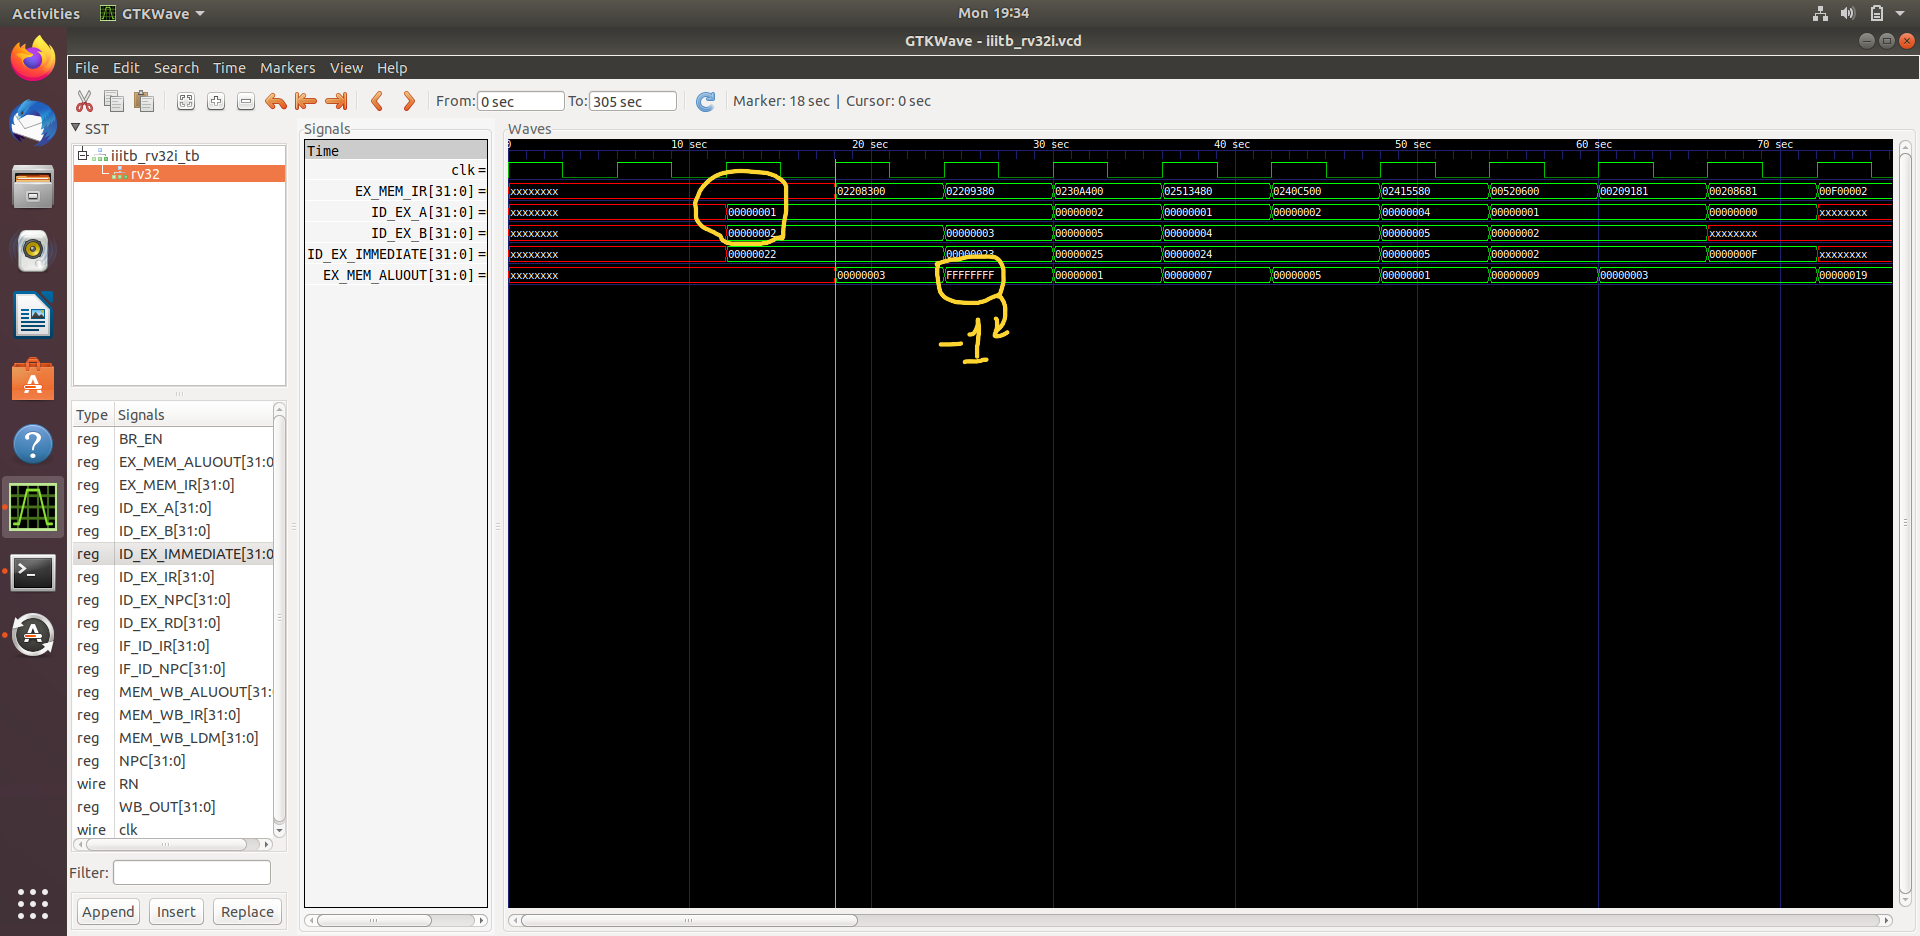 Activities GTKWave Mon 19:34
GTKWave - iiitb_rv32i.vcd
File Edit Search Time Markers View Help
From: 0 sec To: 305 sec Marker: 18 sec | Cursor: 0 sec
SST
iiitb_rv32i_tb
rv32
Type Signals
reg BR_EN
reg EX_MEM_ALUOUT[31:0
reg EX_MEM_IR[31:0]
reg ID_EX_A[31:0]
reg ID_EX_B[31:0]
reg ID_EX_IMMEDIATE[31:0
reg ID_EX_IR[31:0]
reg ID_EX_NPC[31:0]
reg ID_EX_RD[31:0]
reg IF_ID_IR[31:0]
reg IF_ID_NPC[31:0]
reg MEM_WB_ALUOUT[31:
reg MEM_WB_IR[31:0]
reg MEM_WB_LDM[31:0]
reg NPC[31:0]
wire RN
reg WB_OUT[31:0]
wire clk
Filter:
Append Insert Replace
Signals
Time
clk =
EX_MEM_IR[31:0] =
ID_EX_A[31:0] =
ID_EX_B[31:0] =
ID_EX_IMMEDIATE[31:0] =
EX_MEM_ALUOUT[31:0] =
Waves
0 10 sec 20 sec 30 sec 40 sec 50 sec 60 sec 70 sec
xxxxxxxx 02208300 02209380 0230A400 02513480 0240C500 02415580 00520600 00209181 00208681 00F00002
xxxxxxxx 00000001 00000002 00000001 00000002 00000004 00000001 00000000 xxxxxxxx
xxxxxxxx 00000002 00000003 00000005 00000004 00000005 00000002 xxxxxxxx
xxxxxxxx 00000022 00000023 00000025 00000024 00000005 00000002 0000000F xxxxxxxx
xxxxxxxx 00000003 FFFFFFFF 00000001 00000007 00000005 00000001 00000009 00000003 00000019
-1